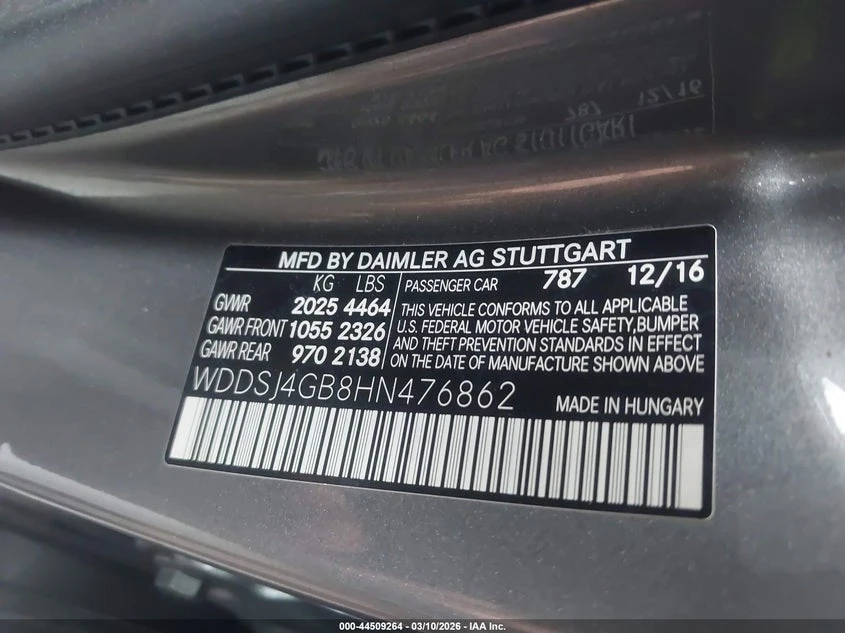 MFD BY DAIMLER AG STUTTGART
KG LBS
GVWR 2025 4464
GAWR FRONT 1055 2326
GAWR REAR 970 2138
PASSENGER CAR 787 12/16
THIS VEHICLE CONFORMS TO ALL APPLICABLE
U.S. FEDERAL MOTOR VEHICLE SAFETY, BUMPER
AND THEFT PREVENTION STANDARDS IN EFFECT
ON THE DATE OF MANUFACTURE SHOWN ABOVE
WDDSJ4GB8HN476862
MADE IN HUNGARY
000-44509264 - 03/10/2026 - IAA Inc.